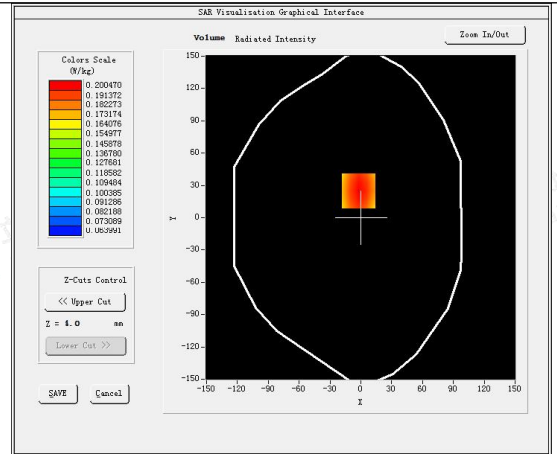 SAR Visualisation Graphical Interface
Volume Radiated Intensity
Zoom In/Out
Colors Scale
(W/kg)
0.200470
0.191372
0.182273
0.173174
0.164076
0.154977
0.145878
0.136780
0.127681
0.118582
0.109484
0.100385
0.091286
0.082188
0.073089
0.063991
Z-Cuts Control
<< Upper Cut
Z = 4.0 mm
Lower Cut >>
SAVE Cancel
150
120
90
60
30
0
-30
-60
-90
-120
-150
Y
-150 -120 -90 -60 -30 0 30 60 90 120 150
X